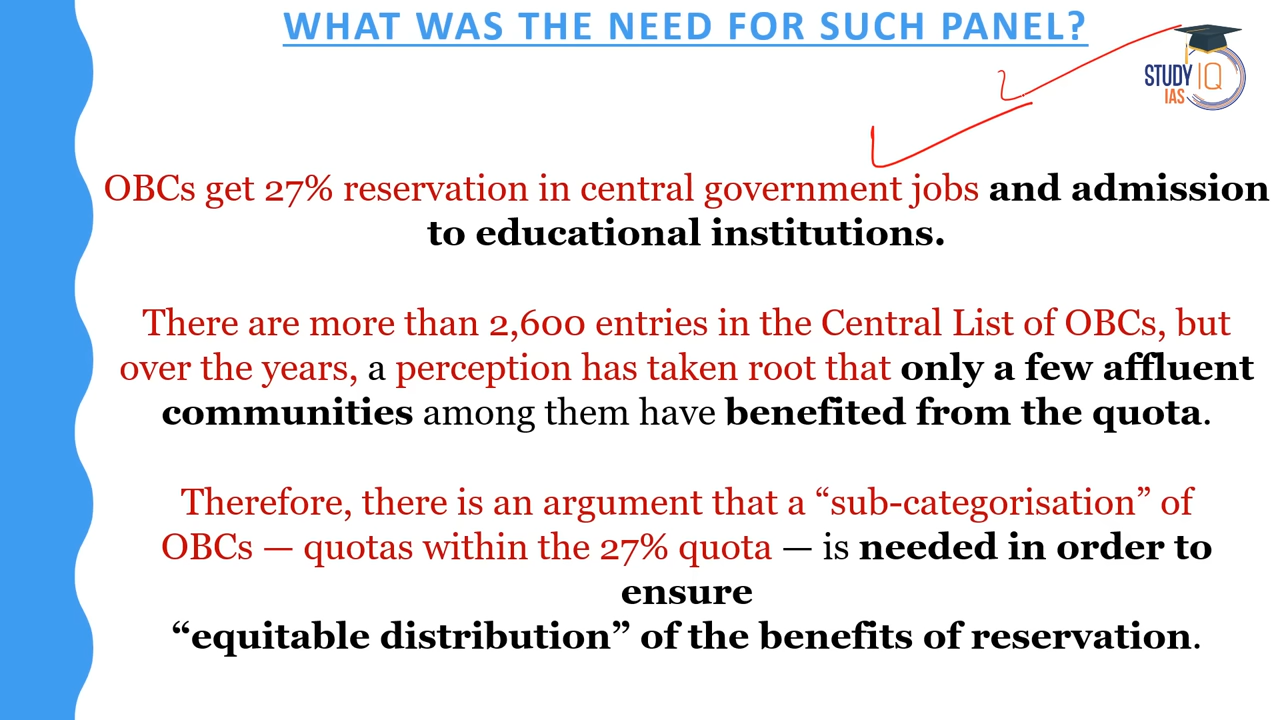 WHAT WAS THE NEED FOR SUCH PANEL?
STUDY IQ
IAS
OBCs get 27% reservation in central government jobs and admission
to educational institutions.
There are more than 2,600 entries in the Central List of OBCs, but
over the years, a perception has taken root that only a few affluent
communities among them have benefited from the quota.
Therefore, there is an argument that a “sub-categorisation” of
OBCs — quotas within the 27% quota — is needed in order to
ensure
“equitable distribution” of the benefits of reservation.